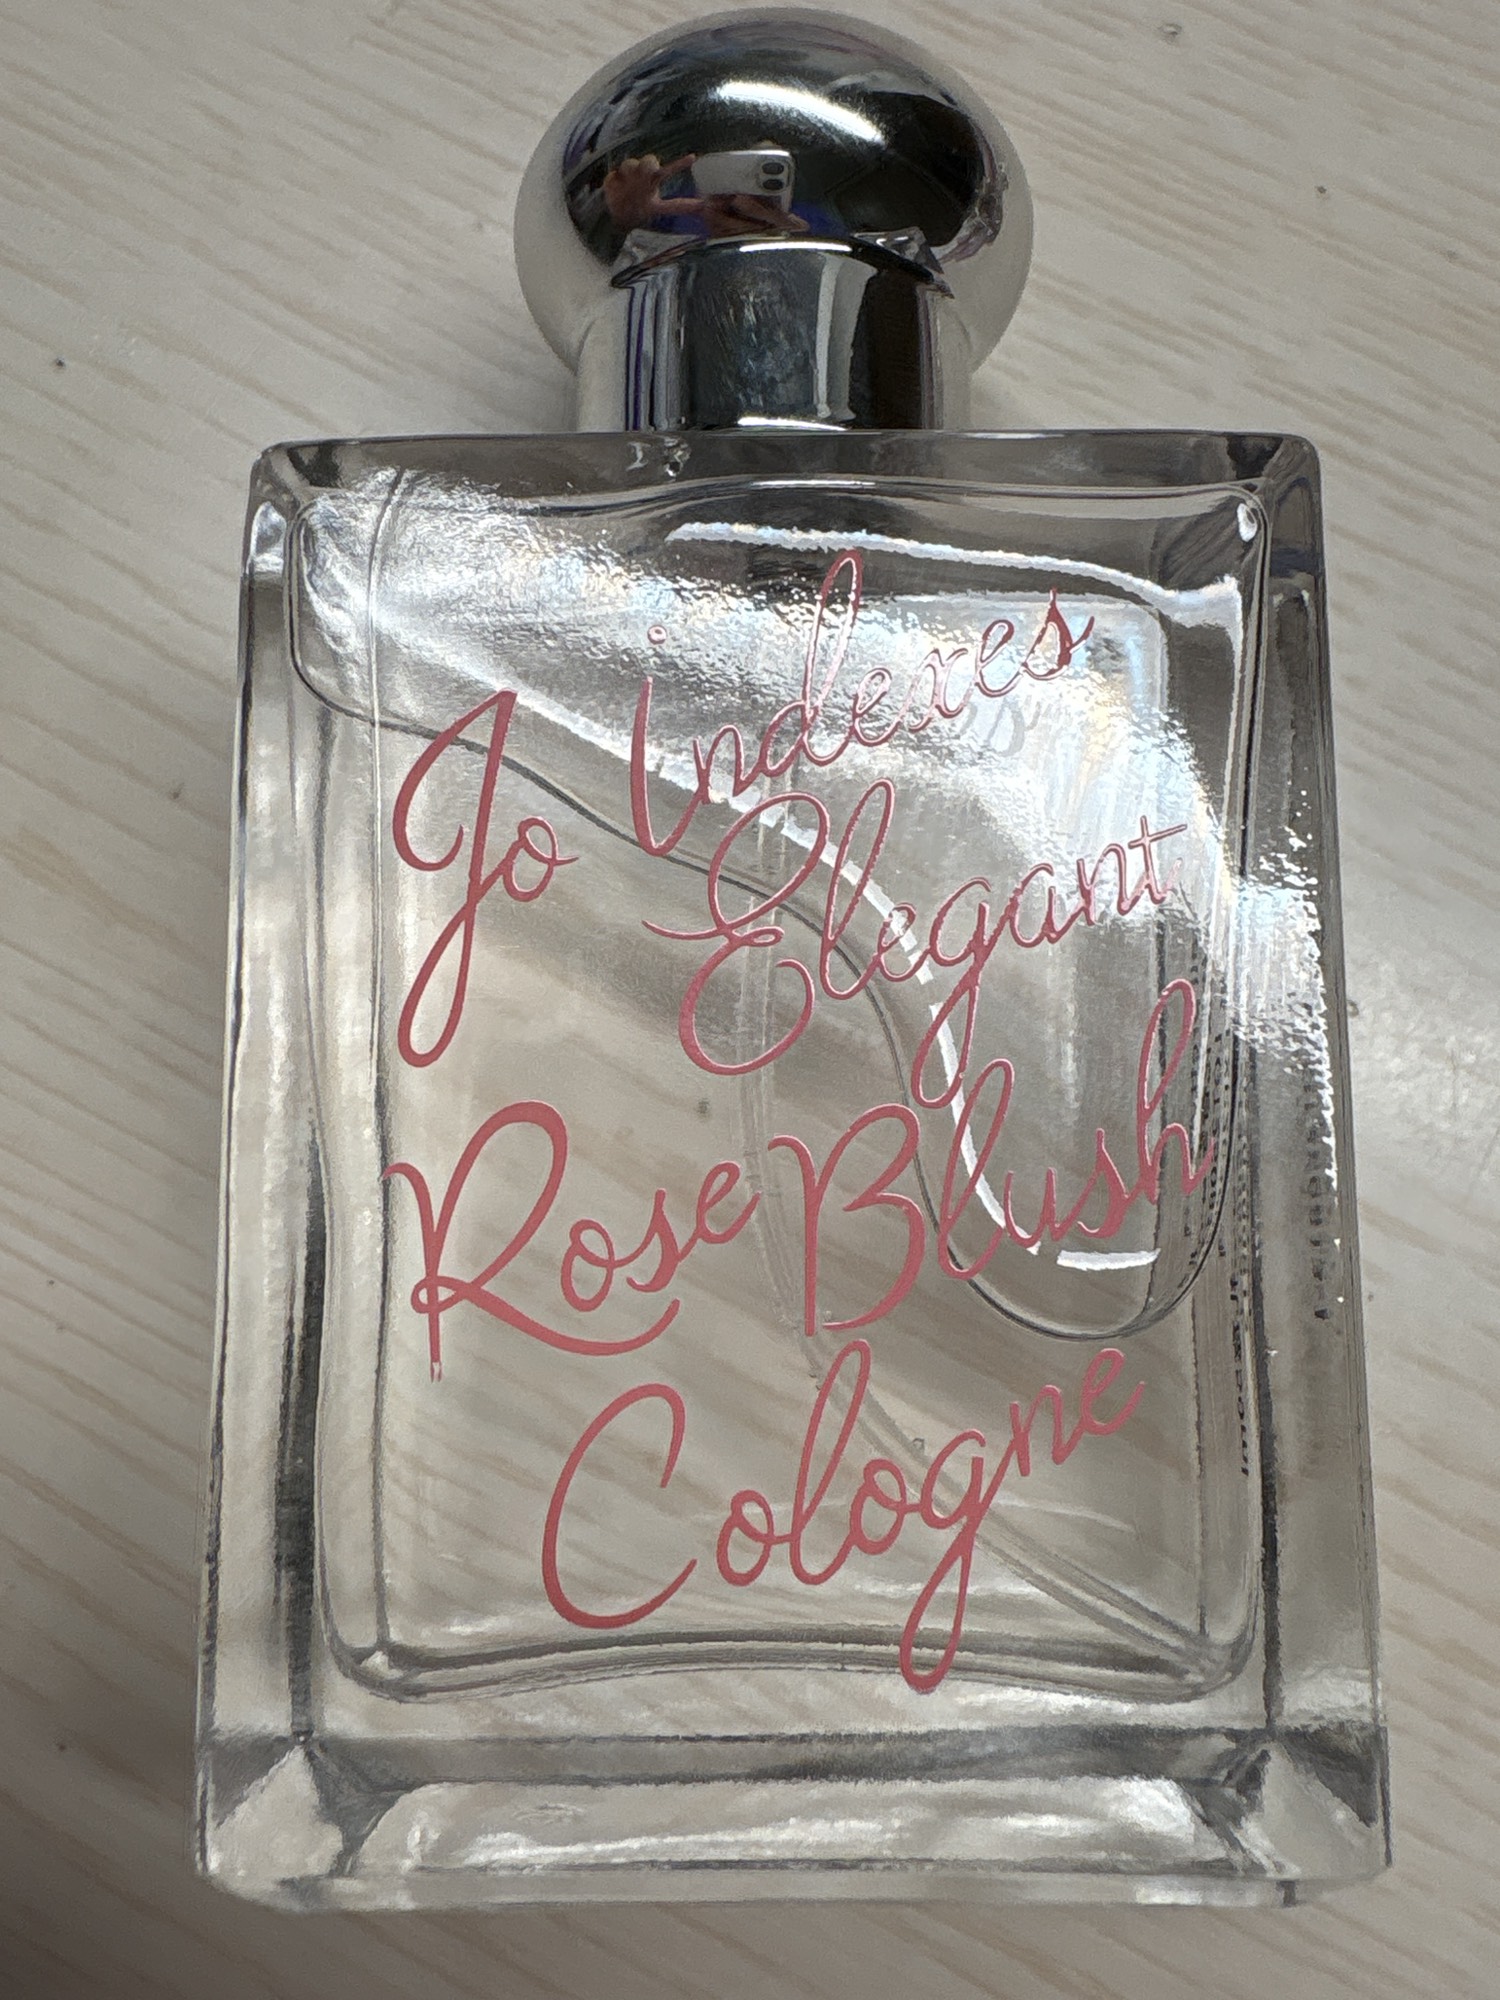 Jo indexes
Elegant
Rose Blush
Cologne